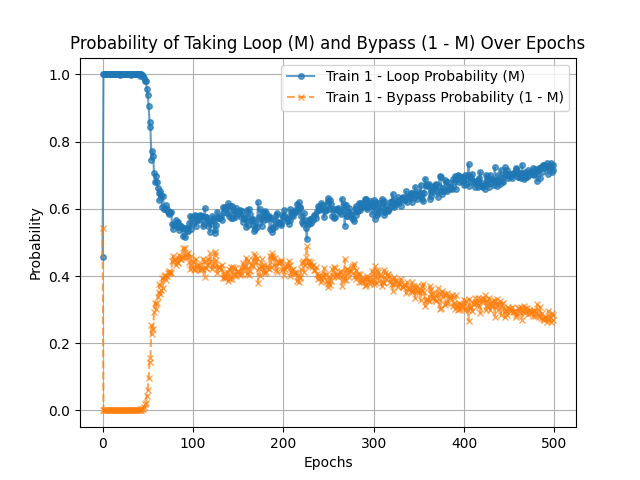 Probability of Taking Loop (M) and Bypass (1 - M) Over Epochs
Train 1 - Loop Probability (M)
Train 1 - Bypass Probability (1 - M)
Probability
1.0
0.8
0.6
0.4
0.2
0.0
0 100 200 300 400 500
Epochs